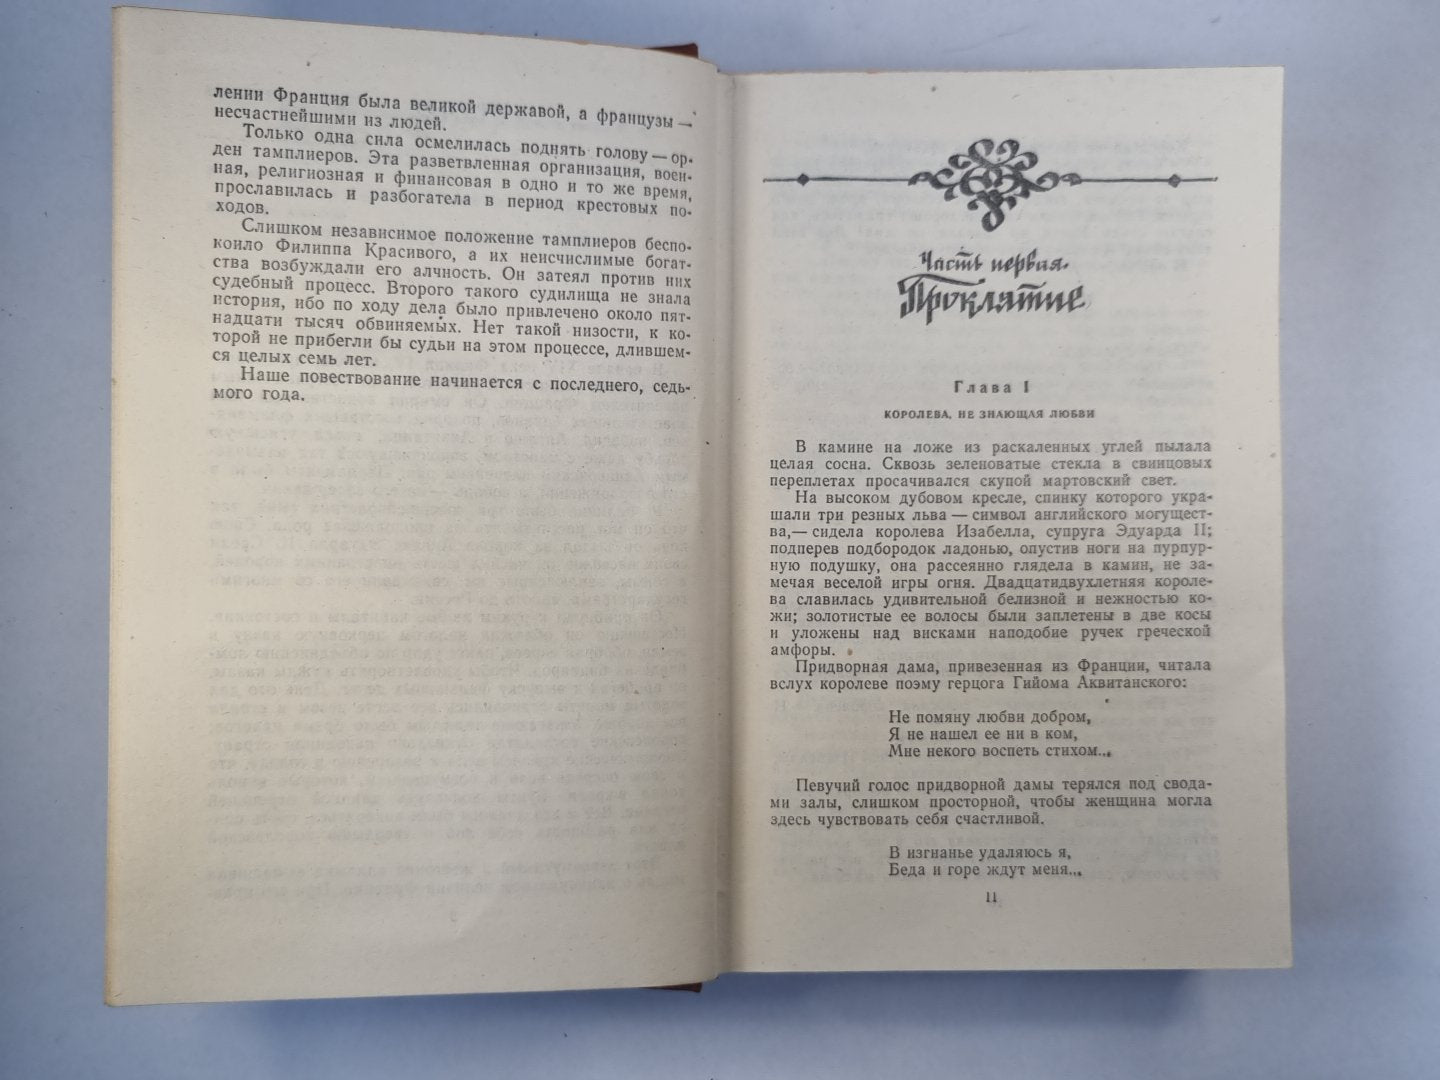 лении Франция была великой державой, а французы —
несчастнейшими из людей.
Только одна сила осмелилась поднять голову — ор-
ден тамплиеров. Эта разветвленная организация, воен-
ная, религиозная и финансовая в одно и то же время,
прославилась и разбогатела в период крестовых по-
ходов.
Слишком независимое положение тамплиеров беспо-
коило Филиппа Красивого, а их неисчислимые богат-
ства возбуждали его алчность. Он затеял против них
судебный процесс. Второго такого судилища не знала
история, ибо по ходу дела было привлечено около пят-
надцати тысяч обвиняемых. Нет такой низости, к ко-
торой не прибегли бы судьи на этом процессе, длившем-
ся целых семь лет.
Наше повествование начинается с последнего, седь-
мого года.
Часть первая.
Проклятие
Глава I
КОРОЛЕВА, НЕ ЗНАЮЩАЯ ЛЮБВИ
В камине на ложе из раскаленных углей пылала
целая сосна. Сквозь зеленоватые стекла в свинцовых
переплетах просачивался скупой мартовский свет.
На высоком дубовом кресле, спинку которого укра-
шали три резных льва — символ английского могущест-
ва,— сидела королева Изабелла, супруга Эдуарда II;
подперев подбородок ладонью, опустив ноги на пурпур-
ную подушку, она рассеянно глядела в камин, не за-
мечая веселой игры огня. Двадцатидвухлетняя короле-
ва славилась удивительной белизной и нежностью ко-
жи; золотистые ее волосы были заплетены в две косы
и уложены над висками наподобие ручек греческой
амфоры.
Придворная дама, привезенная из Франции, читала
вслух королеве поэму герцога Гийома Аквитанского:
Не помяну любви добром,
Я не нашел ее ни в ком,
Мне некого воспеть стихом...
Певучий голос придворной дамы терялся под свода-
ми залы, слишком просторной, чтобы женщина могла
здесь чувствовать себя счастливой.
В изгнанье удаляюсь я,
Беда и горе ждут меня...
11